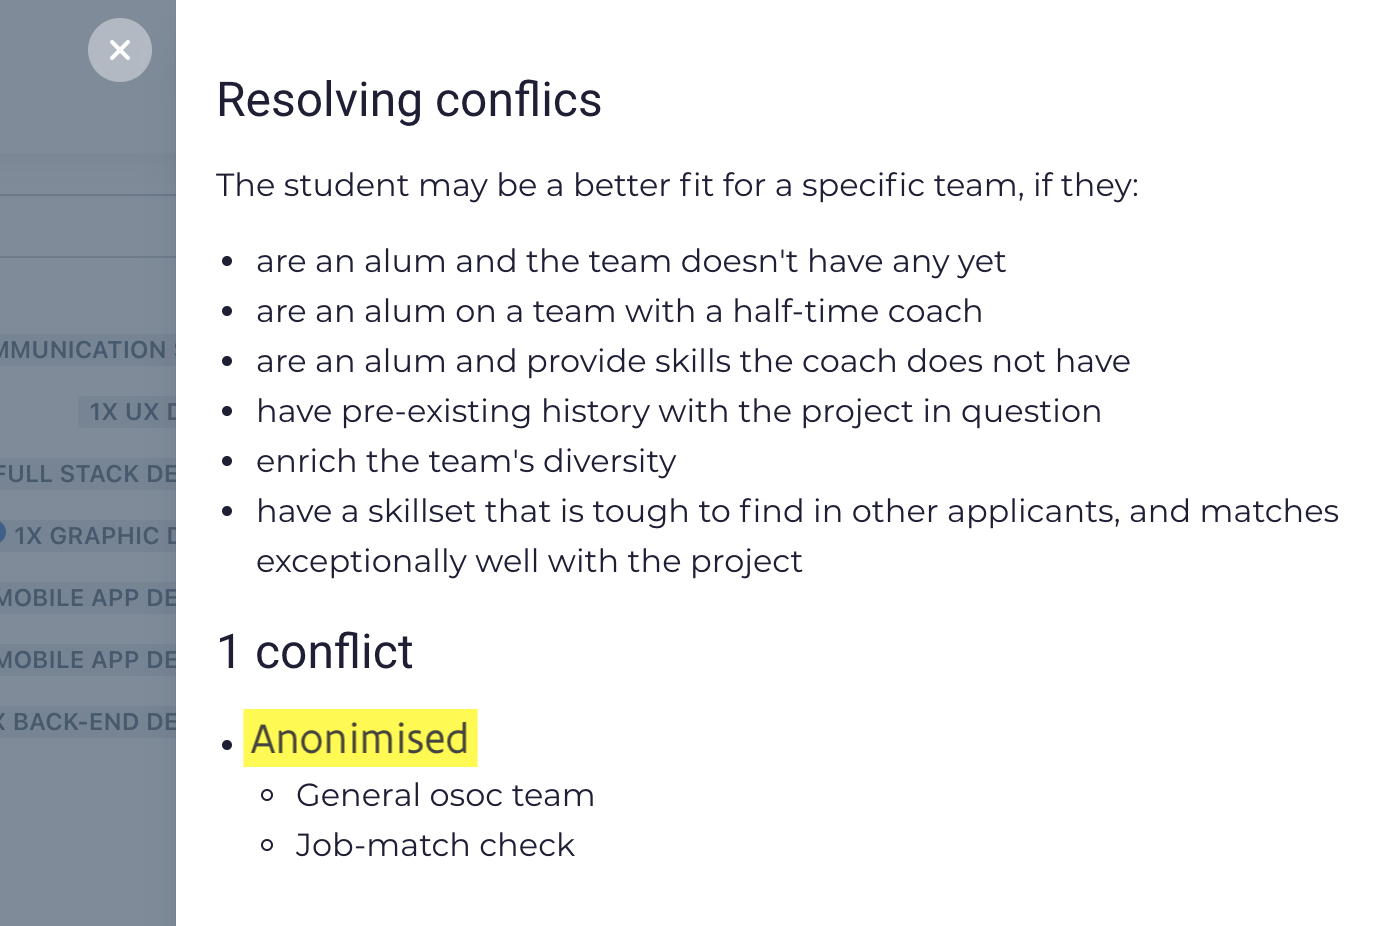 Resolving conflics
The student may be a better fit for a specific team, if they:
are an alum and the team doesn't have any yet
are an alum on a team with a half-time coach
are an alum and provide skills the coach does not have
have pre-existing history with the project in question
enrich the team's diversity
have a skillset that is tough to find in other applicants, and matches
exceptionally well with the project
1 conflict
Anonimised
General osoc team
Job-match check
MMUNICATION
1X UX D
FULL STACK DE
1X GRAPHIC D
MOBILE APP DE
MOBILE APP DE
X BACK-END DE